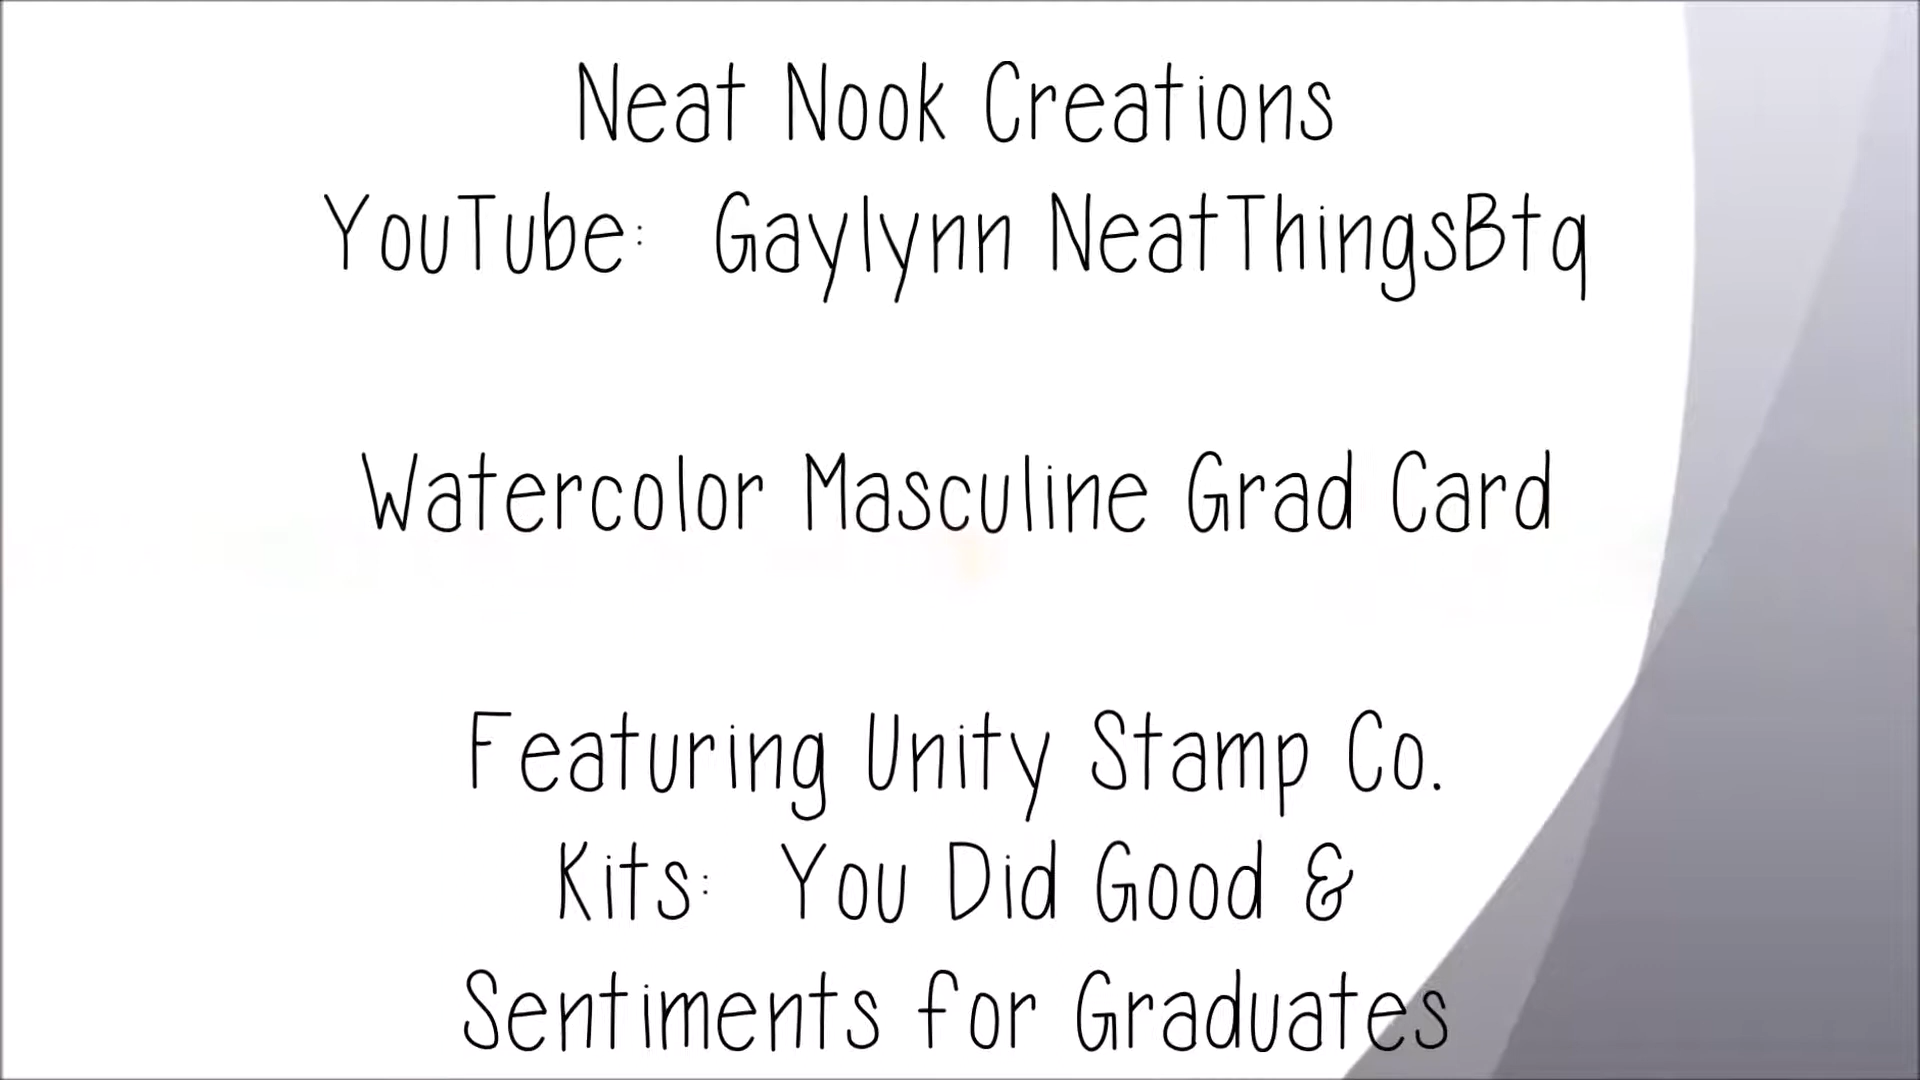 Neat Nook Creations
YouTube: Gaylynn NeatThingsBtq
Watercolor Masculine Grad Card
Featuring Unity Stamp Co.
Kits: You Did Good &
Sentiments for Graduates